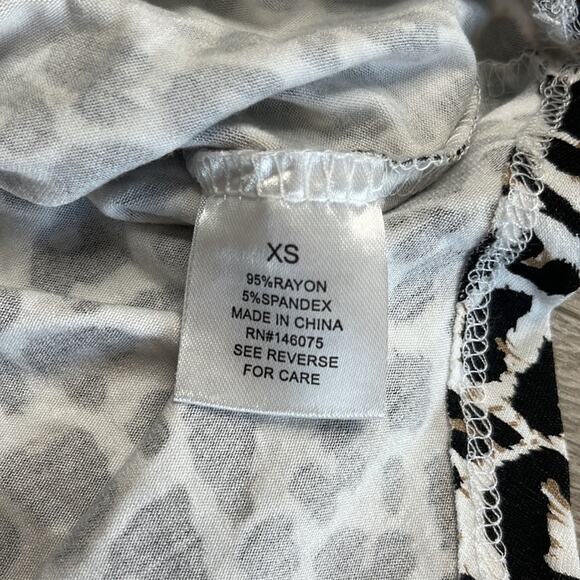 XS
95%RAYON
5%SPANDEX
MADE IN CHINA
RN#146075
SEE REVERSE
FOR CARE